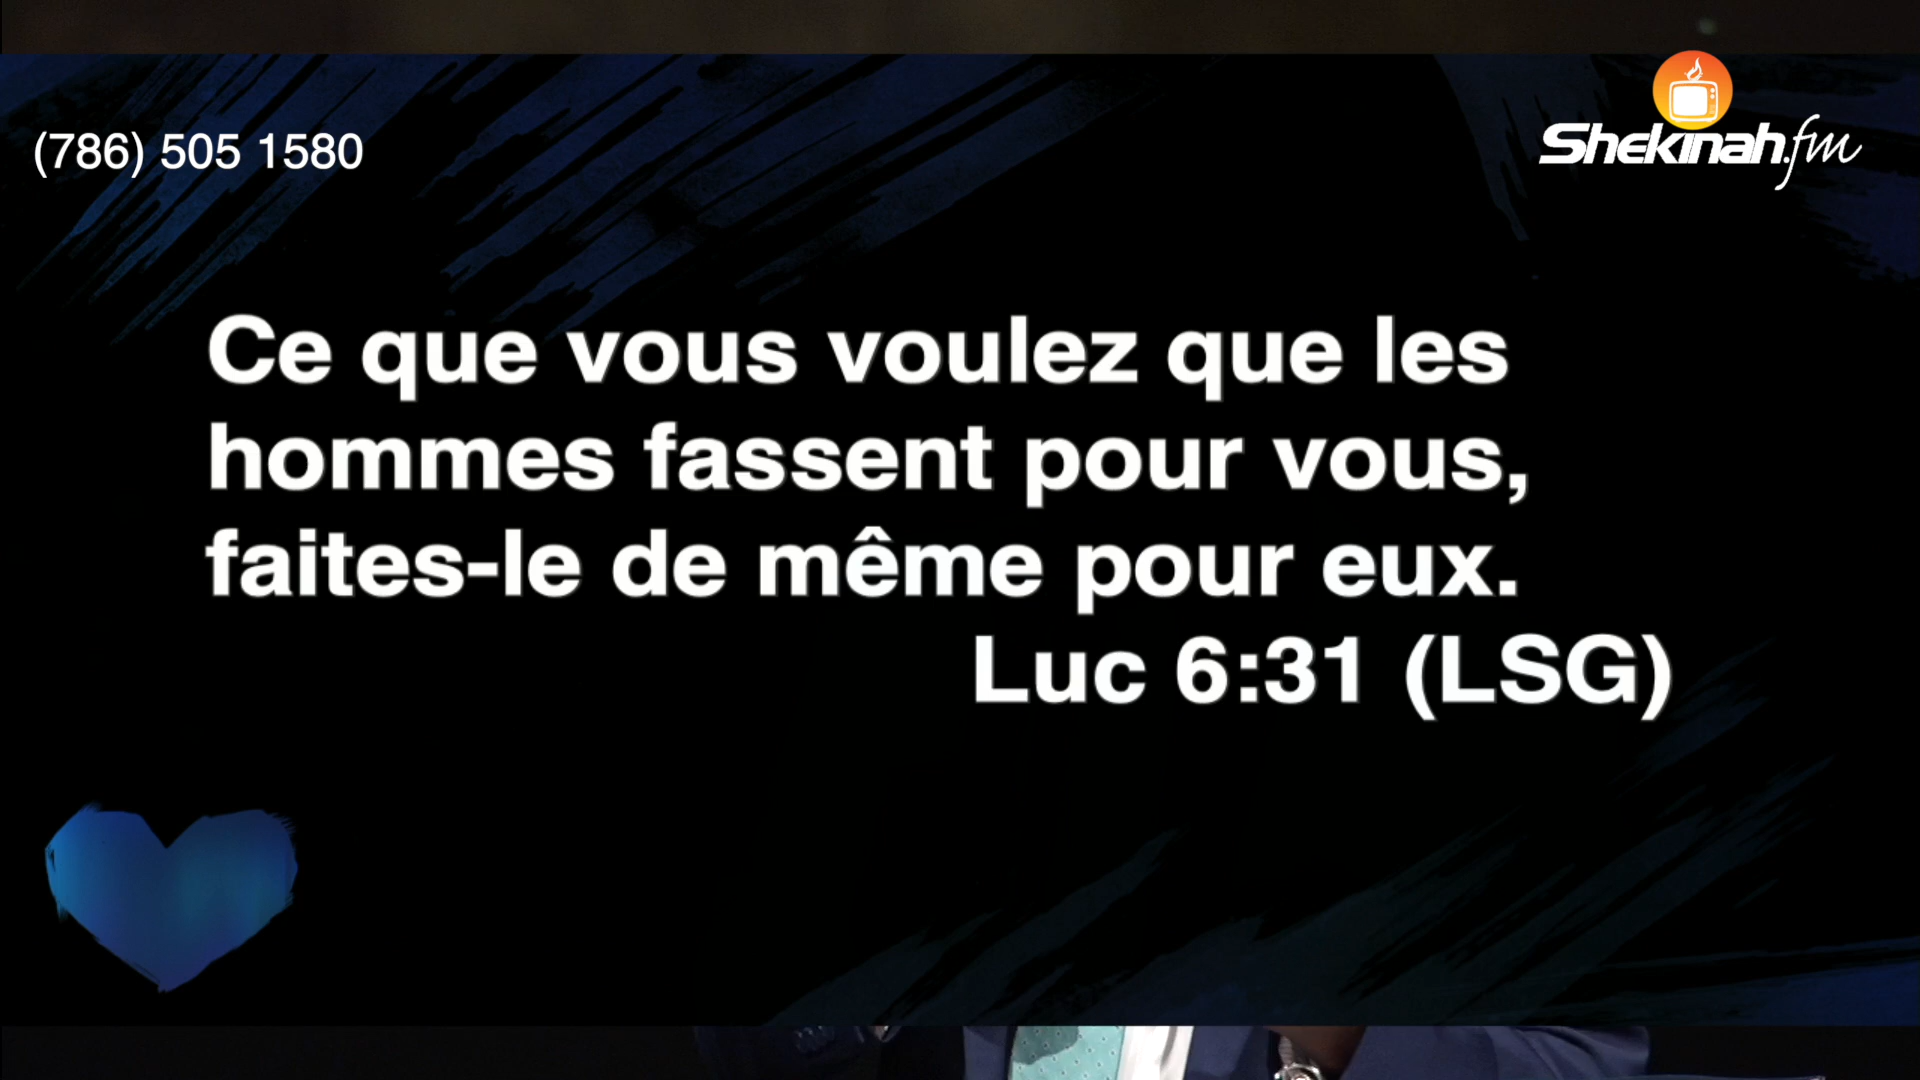 (786) 505 1580
Shekinah.fm
Ce que vous voulez que les
hommes fassent pour vous,
faites-le de même pour eux.
Luc 6:31 (LSG)